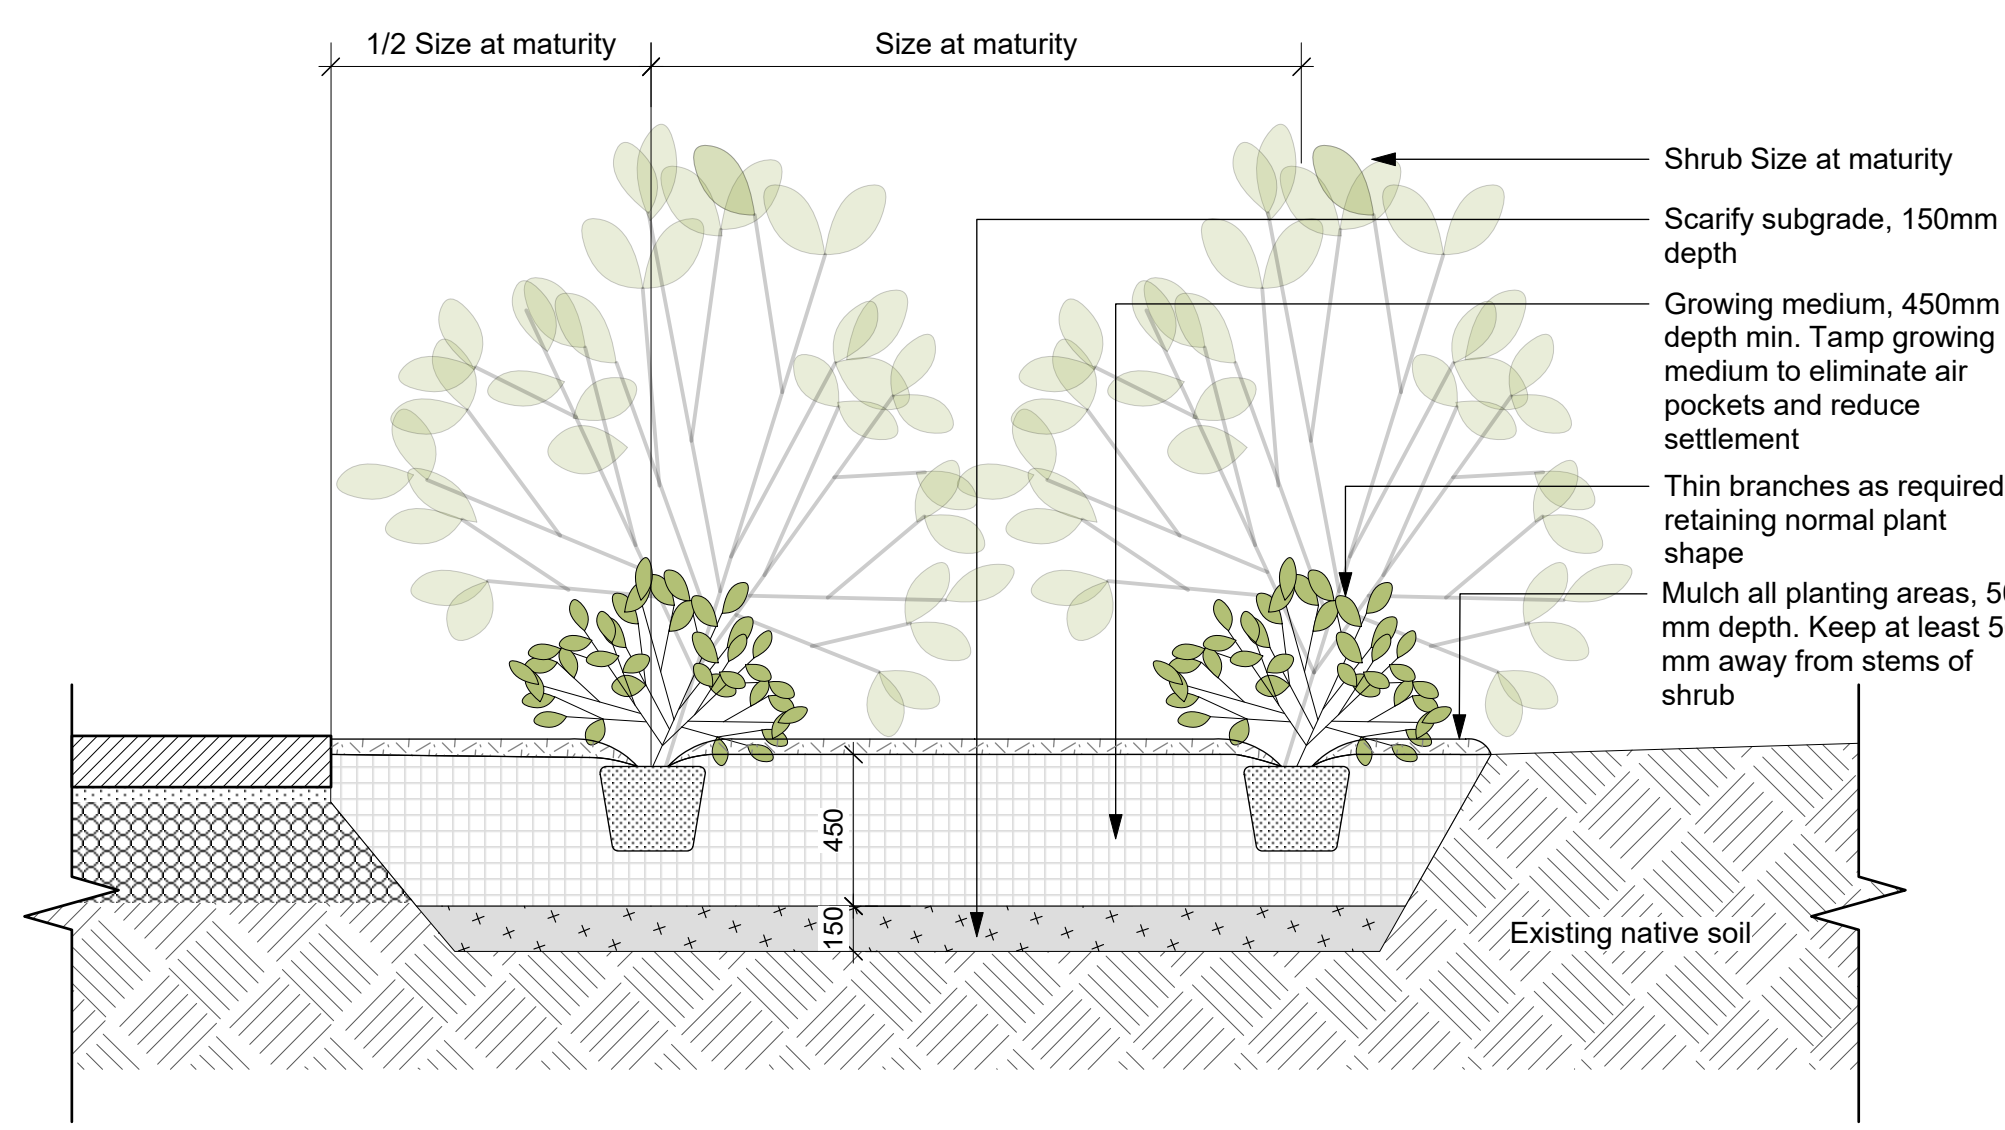 1/2 Size at maturity
Size at maturity
Shrub Size at maturity
Scarify subgrade, 150mm
depth
Growing medium, 450mm
depth min. Tamp growing
medium to eliminate air
pockets and reduce
settlement
Thin branches as required
retaining normal plant
shape
Mulch all planting areas,
mm depth. Keep at least
mm away from stems of
shrub
450
150
Existing native soil